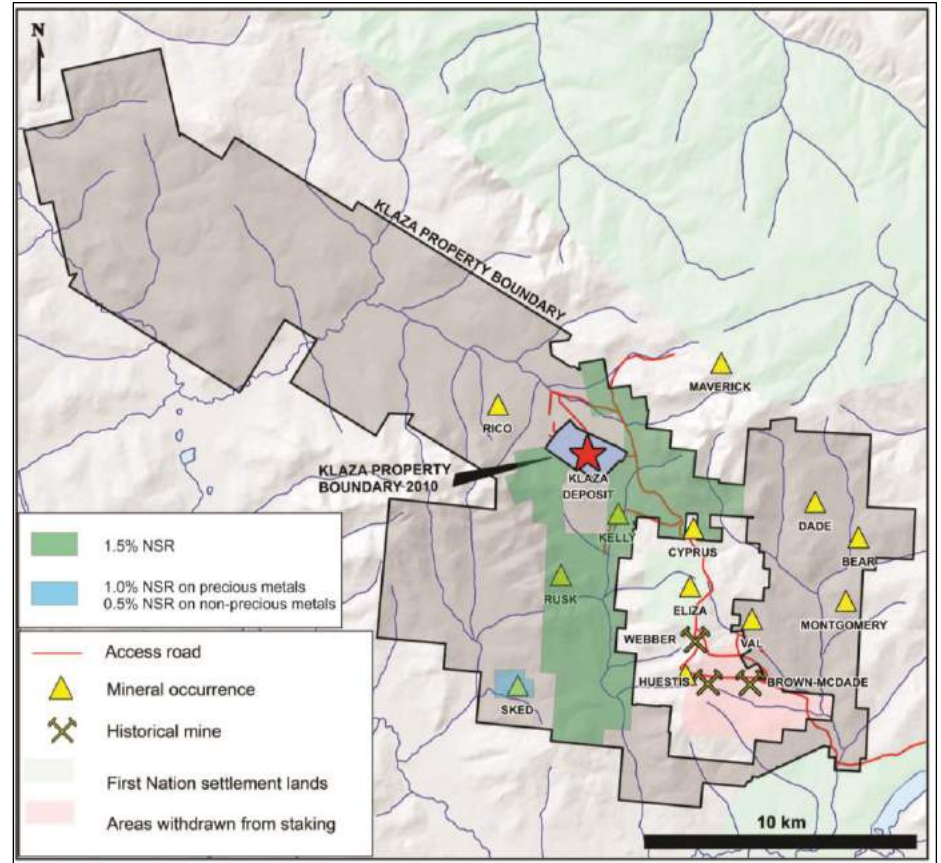 N
KLAZA PROPERTY BOUNDARY
MAVERICK
RICO
KLAZA PROPERTY
BOUNDARY 2010
KLAZA
DEPOSIT
KELLY
CYPRUS
DADE
BEAR
RUSK
ELIZA
MONTGOMERY
WEBBER
VAL
HUESTIS
BROWN-MCDADE
SKED
1.5% NSR
1.0% NSR on precious metals
0.5% NSR on non-precious metals
Access road
Mineral occurrence
Historical mine
First Nation settlement lands
Areas withdrawn from staking
10 km